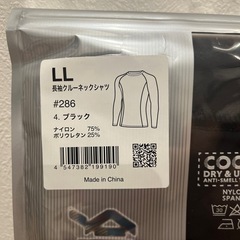 LL
長袖クルーネックシャツ
#286
4. ブラック
ナイロン 75%
ポリウレタン 25%
4 547382 199190
Made in China
COO
DRY & U
ANTI-SMELL
NYLO
SPAN